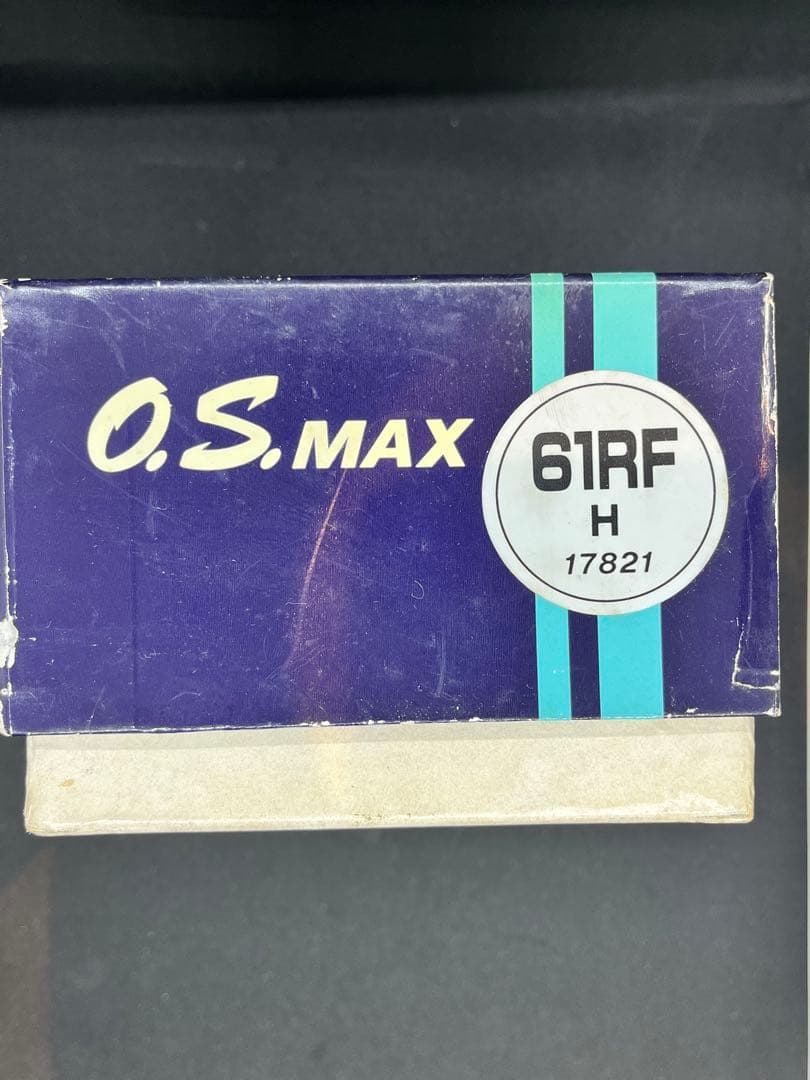 O.S. MAX
61RF
H
17821